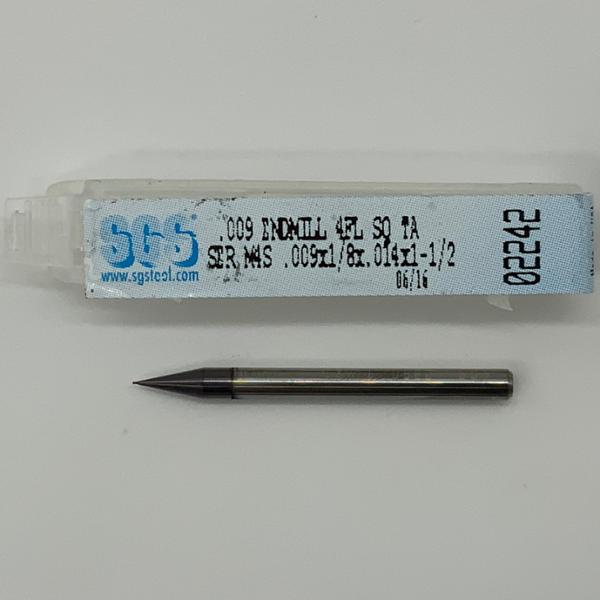 SGS
www.sgstool.com
.009 ENDMILL 4FL SQ TA
SER M4S .009x1/8x.014x1-1/2
06/16
02242